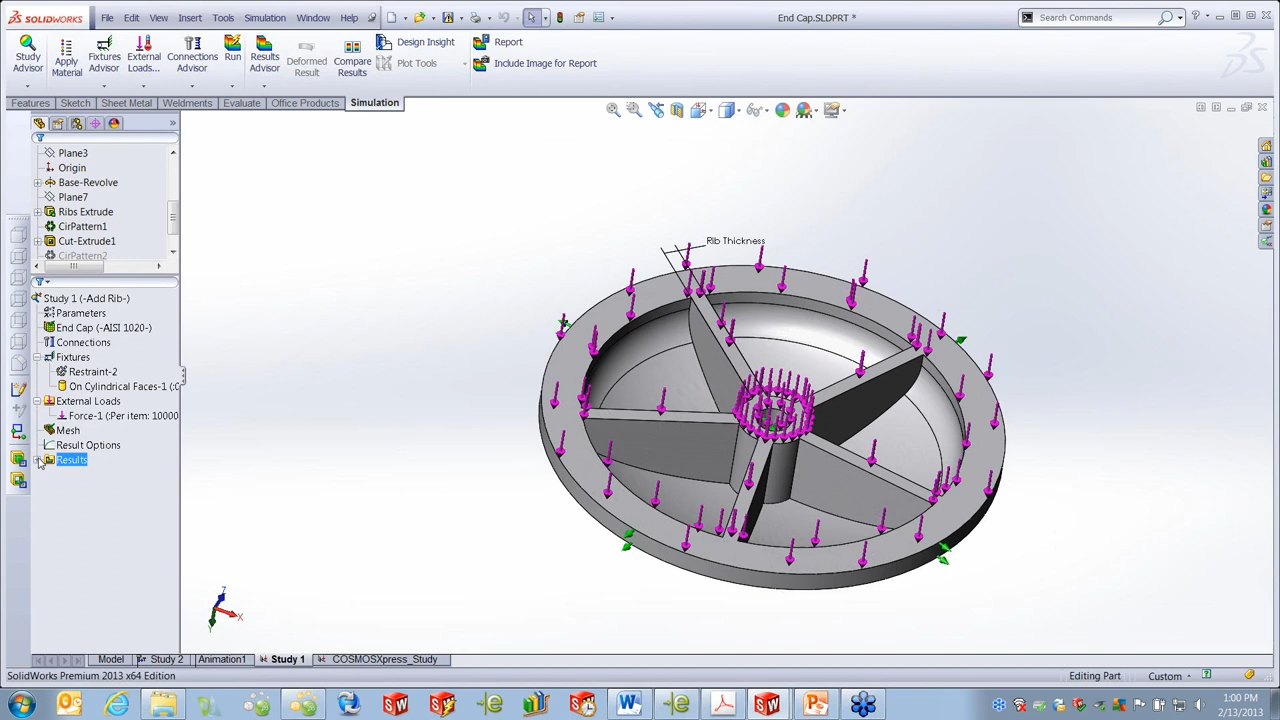 SOLIDWORKS File Edit View Insert Tools Simulation Window Help End Cap.SLDPRT * Search Commands
Study Advisor
Apply Material
Fixtures Advisor
External Loads...
Connections Advisor
Run
Results Advisor
Deformed Result
Compare Results
Design Insight
Plot Tools
Report
Include Image for Report
Features Sketch Sheet Metal Weldments Evaluate Office Products Simulation
Plane3
Origin
Base-Revolve
Plane7
Ribs Extrude
CirPattern1
Cut-Extrude1
CirPattern2
Study 1 (-Add Rib-)
Parameters
End Cap (-AISI 1020-)
Connections
Fixtures
Restraint-2
On Cylindrical Faces-1 (:0
External Loads
Force-1 (:Per item: 10000
Mesh
Result Options
Results
Rib Thickness
Z
X
Y
Model Study 2 Animation1 Study 1 COSMOSXpress_Study
SolidWorks Premium 2013 x64 Edition Editing Part Custom
1:00 PM
2/13/2013